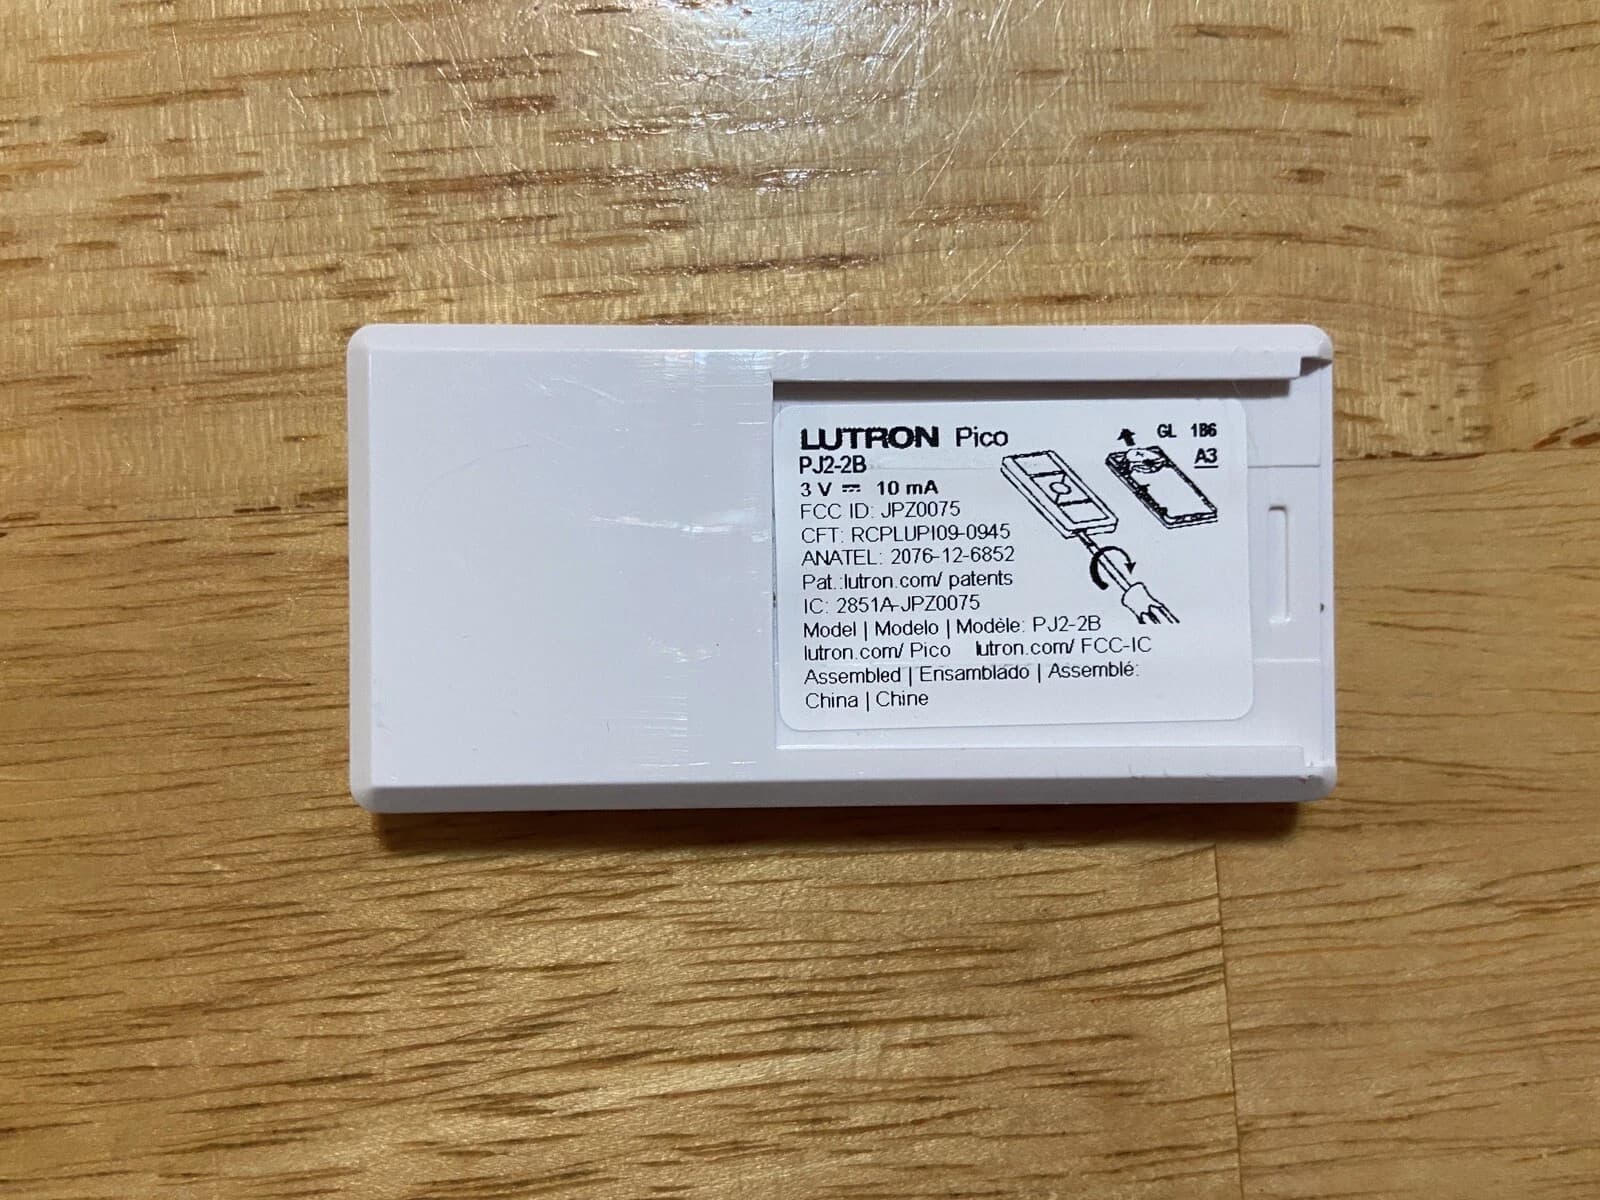 LUTRON Pico
PJ2-2B
3 V ⎓ 10 mA
FCC ID: JPZ0075
CFT: RCPLUPI09-0945
ANATEL: 2076-12-6852
Pat.:lutron.com/ patents
IC: 2851A-JPZ0075
Model | Modelo | Modèle: PJ2-2B
lutron.com/ Pico lutron.com/ FCC-IC
Assembled | Ensamblado | Assemblé:
China | Chine
GL 1B6
A3